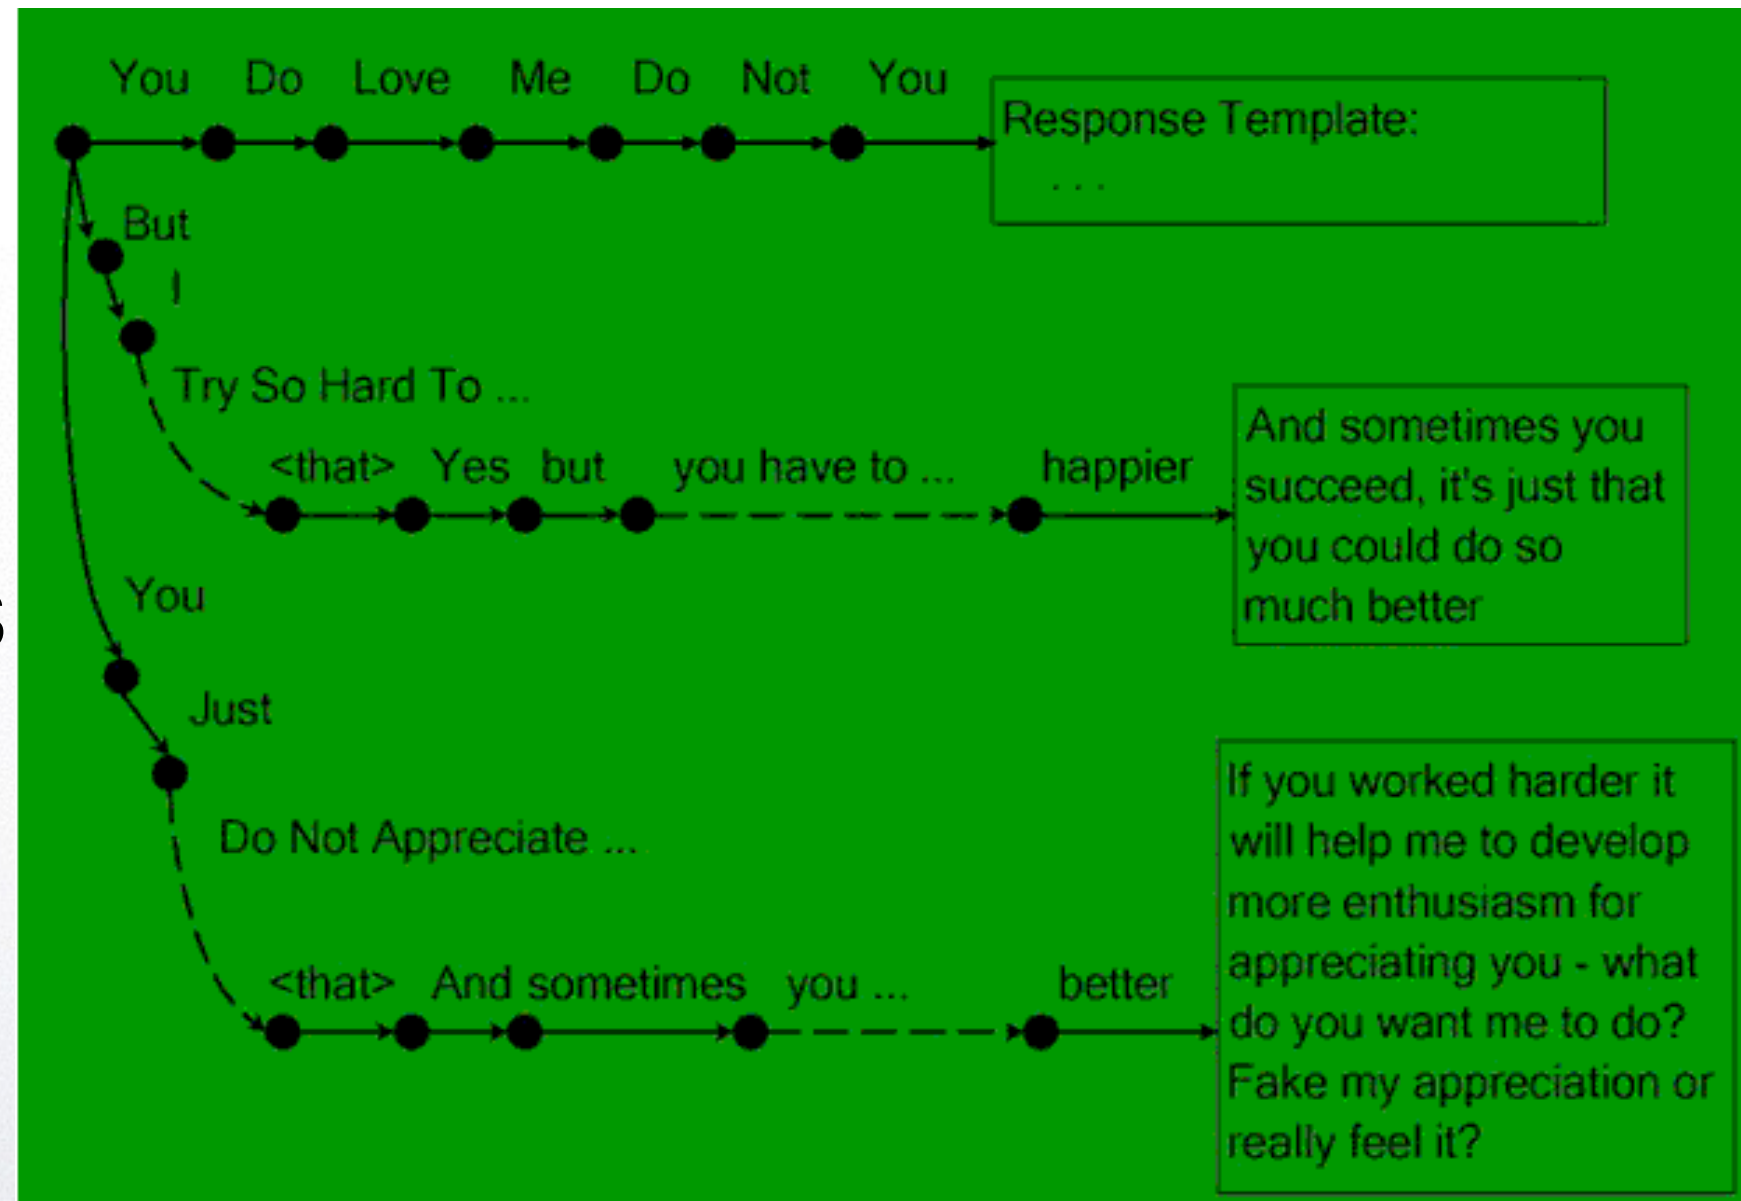 You Do Love Me Do Not You
Response Template:
. . .
But
I
Try So Hard To ...
<that> Yes but you have to ... happier
And sometimes you
succeed, it's just that
you could do so
much better
You
Just
Do Not Appreciate ...
<that> And sometimes you ... better
If you worked harder it
will help me to develop
more enthusiasm for
appreciating you - what
do you want me to do?
Fake my appreciation or
really feel it?